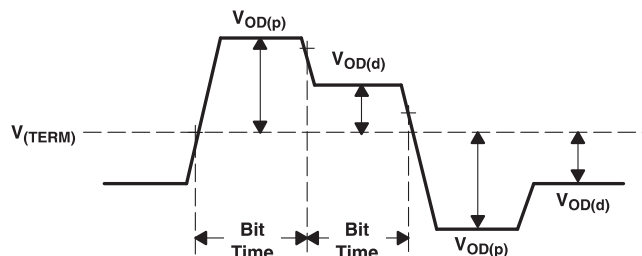 VOD(p)
VOD(d)
V(TERM)
VOD(d)
Bit
Time
Bit
Time
VOD(p)